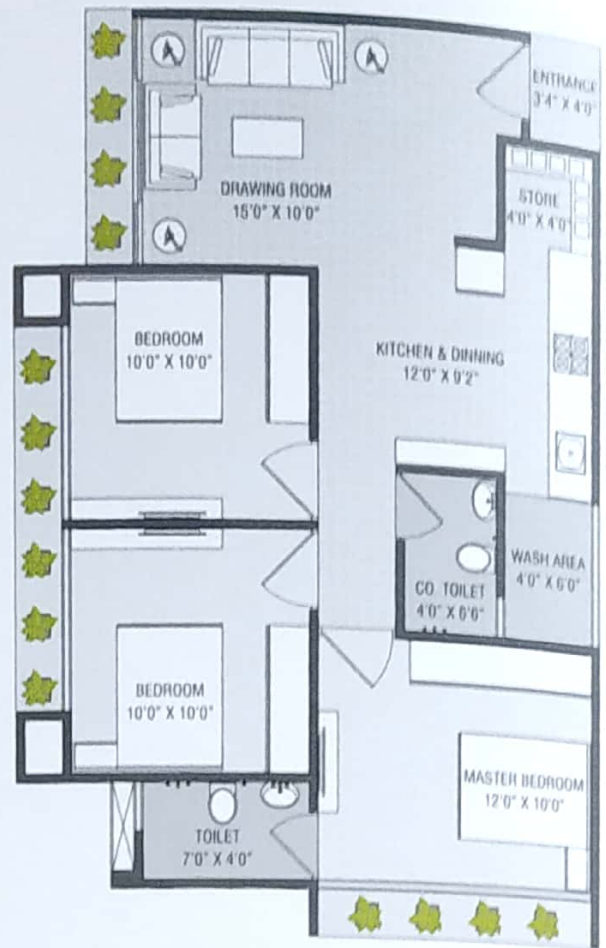 ENTRANCE
3'4" X 4'0"
STORE
4'0" X 4'0"
DRAWING ROOM
15'0" X 10'0"
BEDROOM
10'0" X 10'0"
KITCHEN & DINNING
12'0" X 9'2"
WASH AREA
4'0" X 6'0"
CO. TOILET
4'0" X 6'6"
BEDROOM
10'0" X 10'0"
MASTER BEDROOM
12'0" X 10'0"
TOILET
7'0" X 4'0"